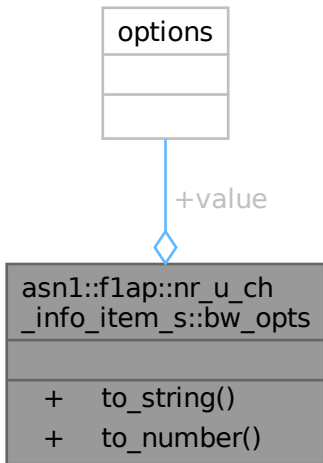 options
+value
asn1::f1ap::nr_u_ch
_info_item_s::bw_opts
+ to_string()
+ to_number()